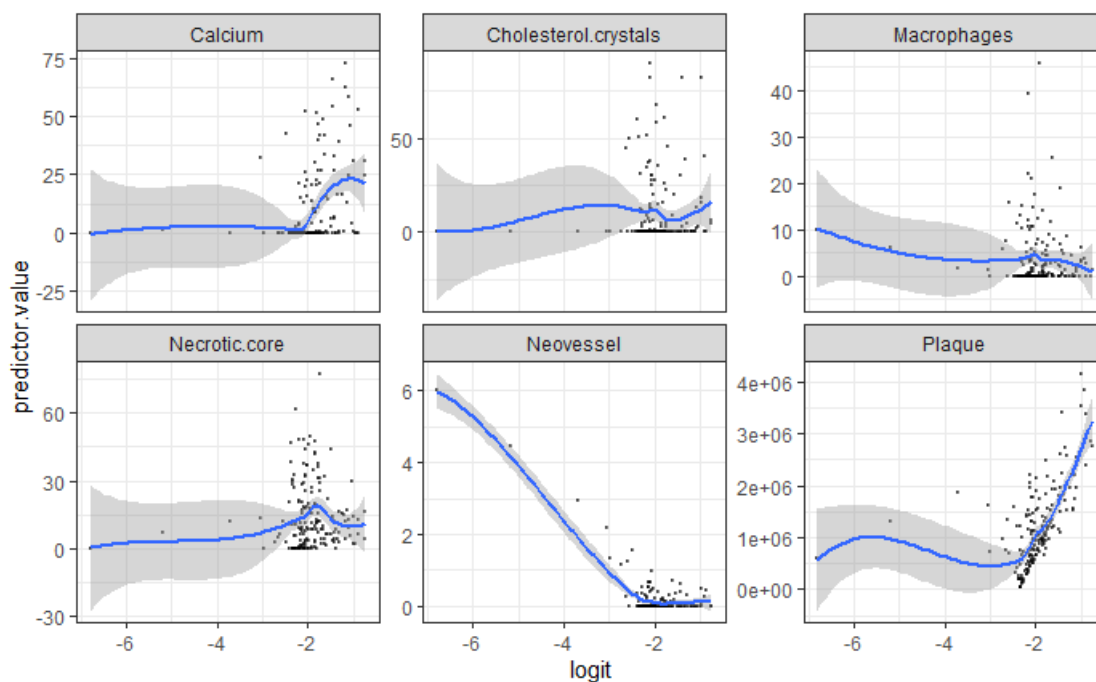 Calcium
Cholesterol.crystals
Macrophages
75
50
25
0
-25
50
0
40
30
20
10
0
predictor.value
Necrotic.core
Neovessel
Plaque
60
30
0
-30
6
4
2
0
4e+06
3e+06
2e+06
1e+06
0e+00
-6 -4 -2
-6 -4 -2
-6 -4 -2
logit